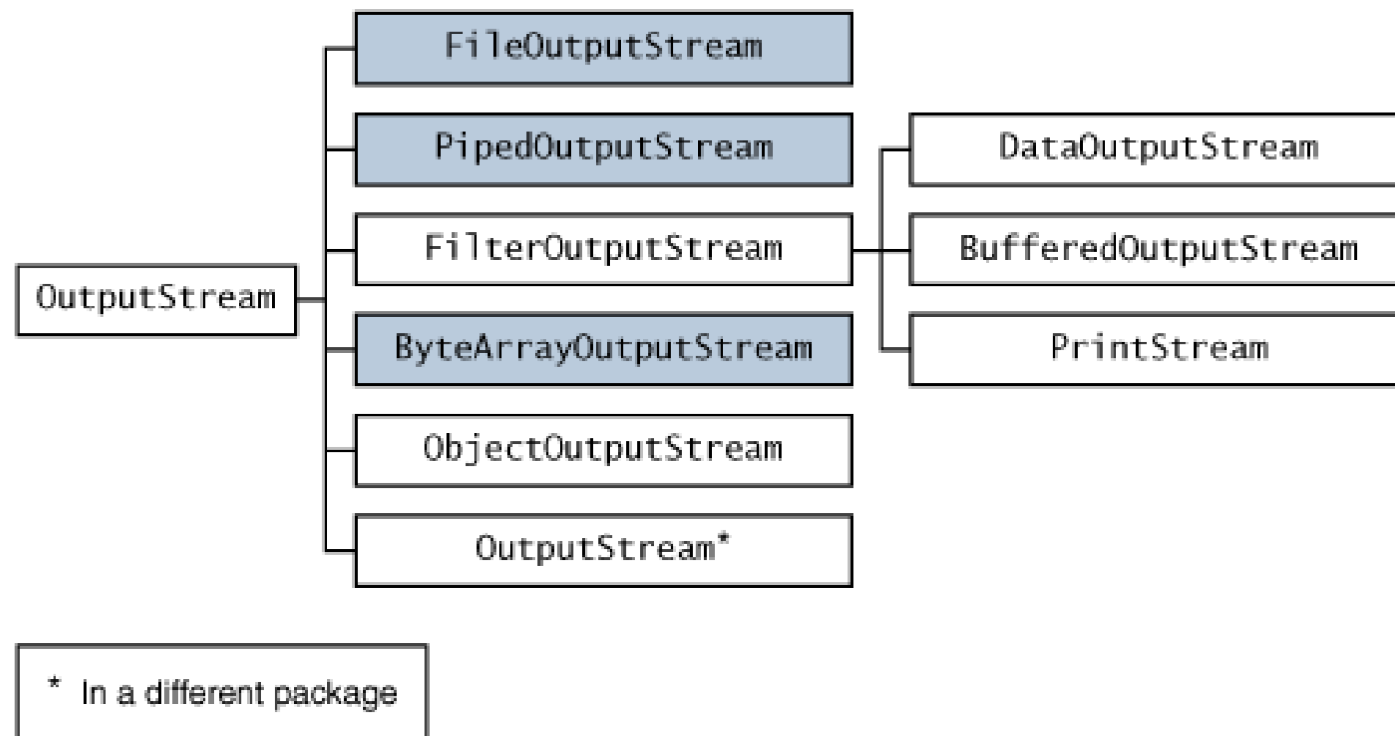 FileOutputStream
PipedOutputStream
DataOutputStream
FilterOutputStream
BufferedOutputStream
OutputStream
ByteArrayOutputStream
PrintStream
ObjectOutputStream
OutputStream*
* In a different package